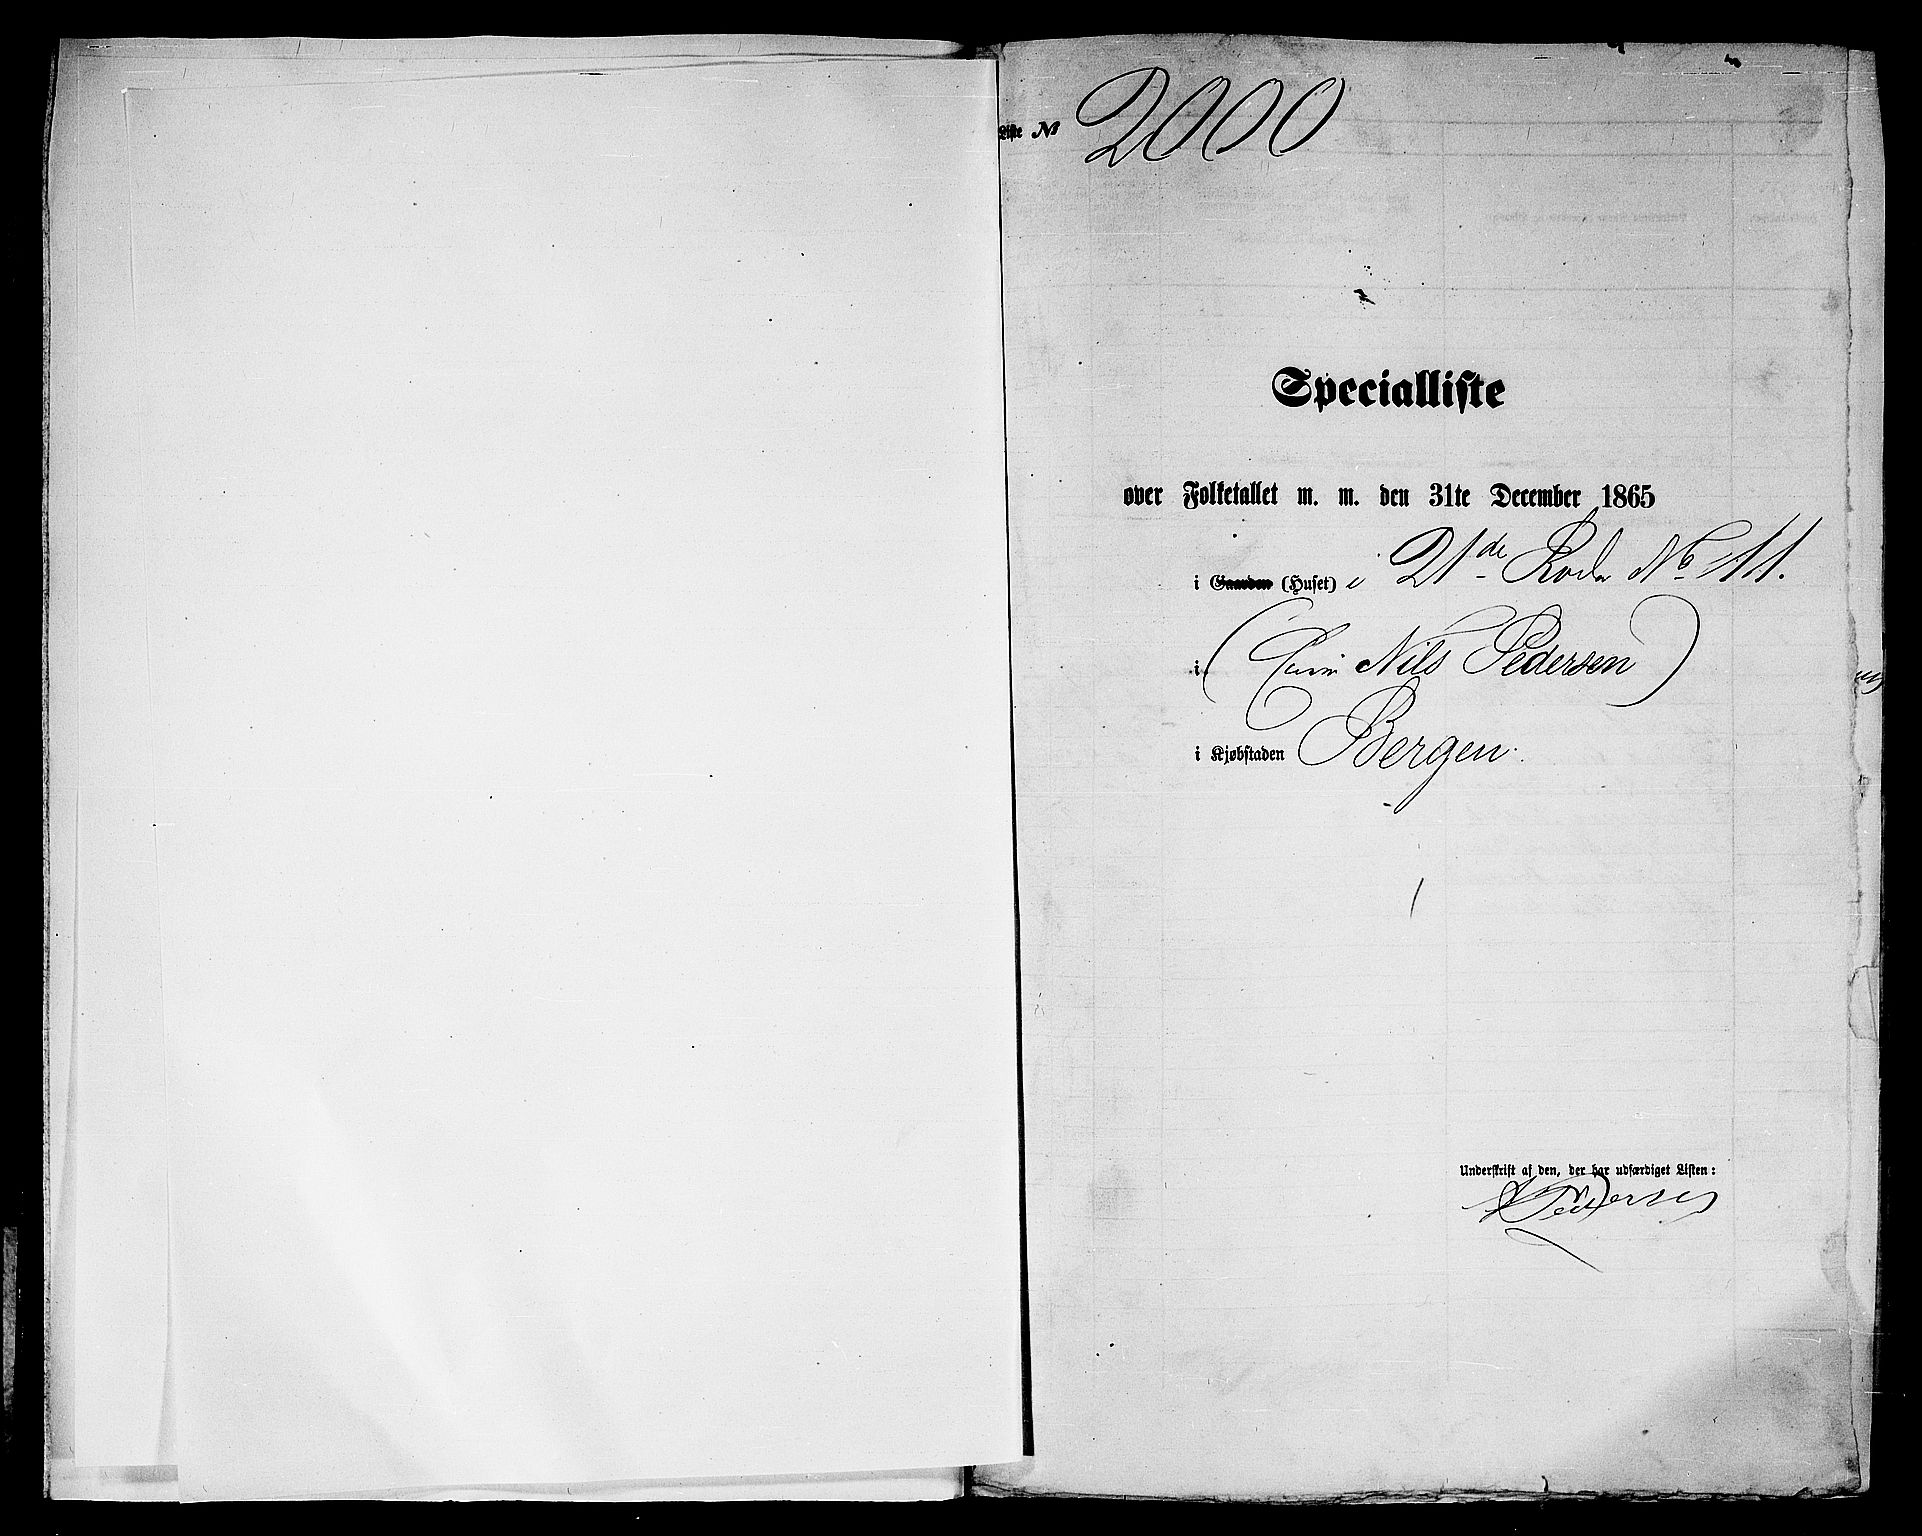 Liste № 2000
Specialliste
over Folketallet m. m. den 31te December 1865
i Gaarden (Huset) i 21de Rode No. 11.
i (Eier Nils Pedersen)
i Kjøbstaden Bergen.
Underskrift af den, der har udfærdiget Listen:
N Pedersen